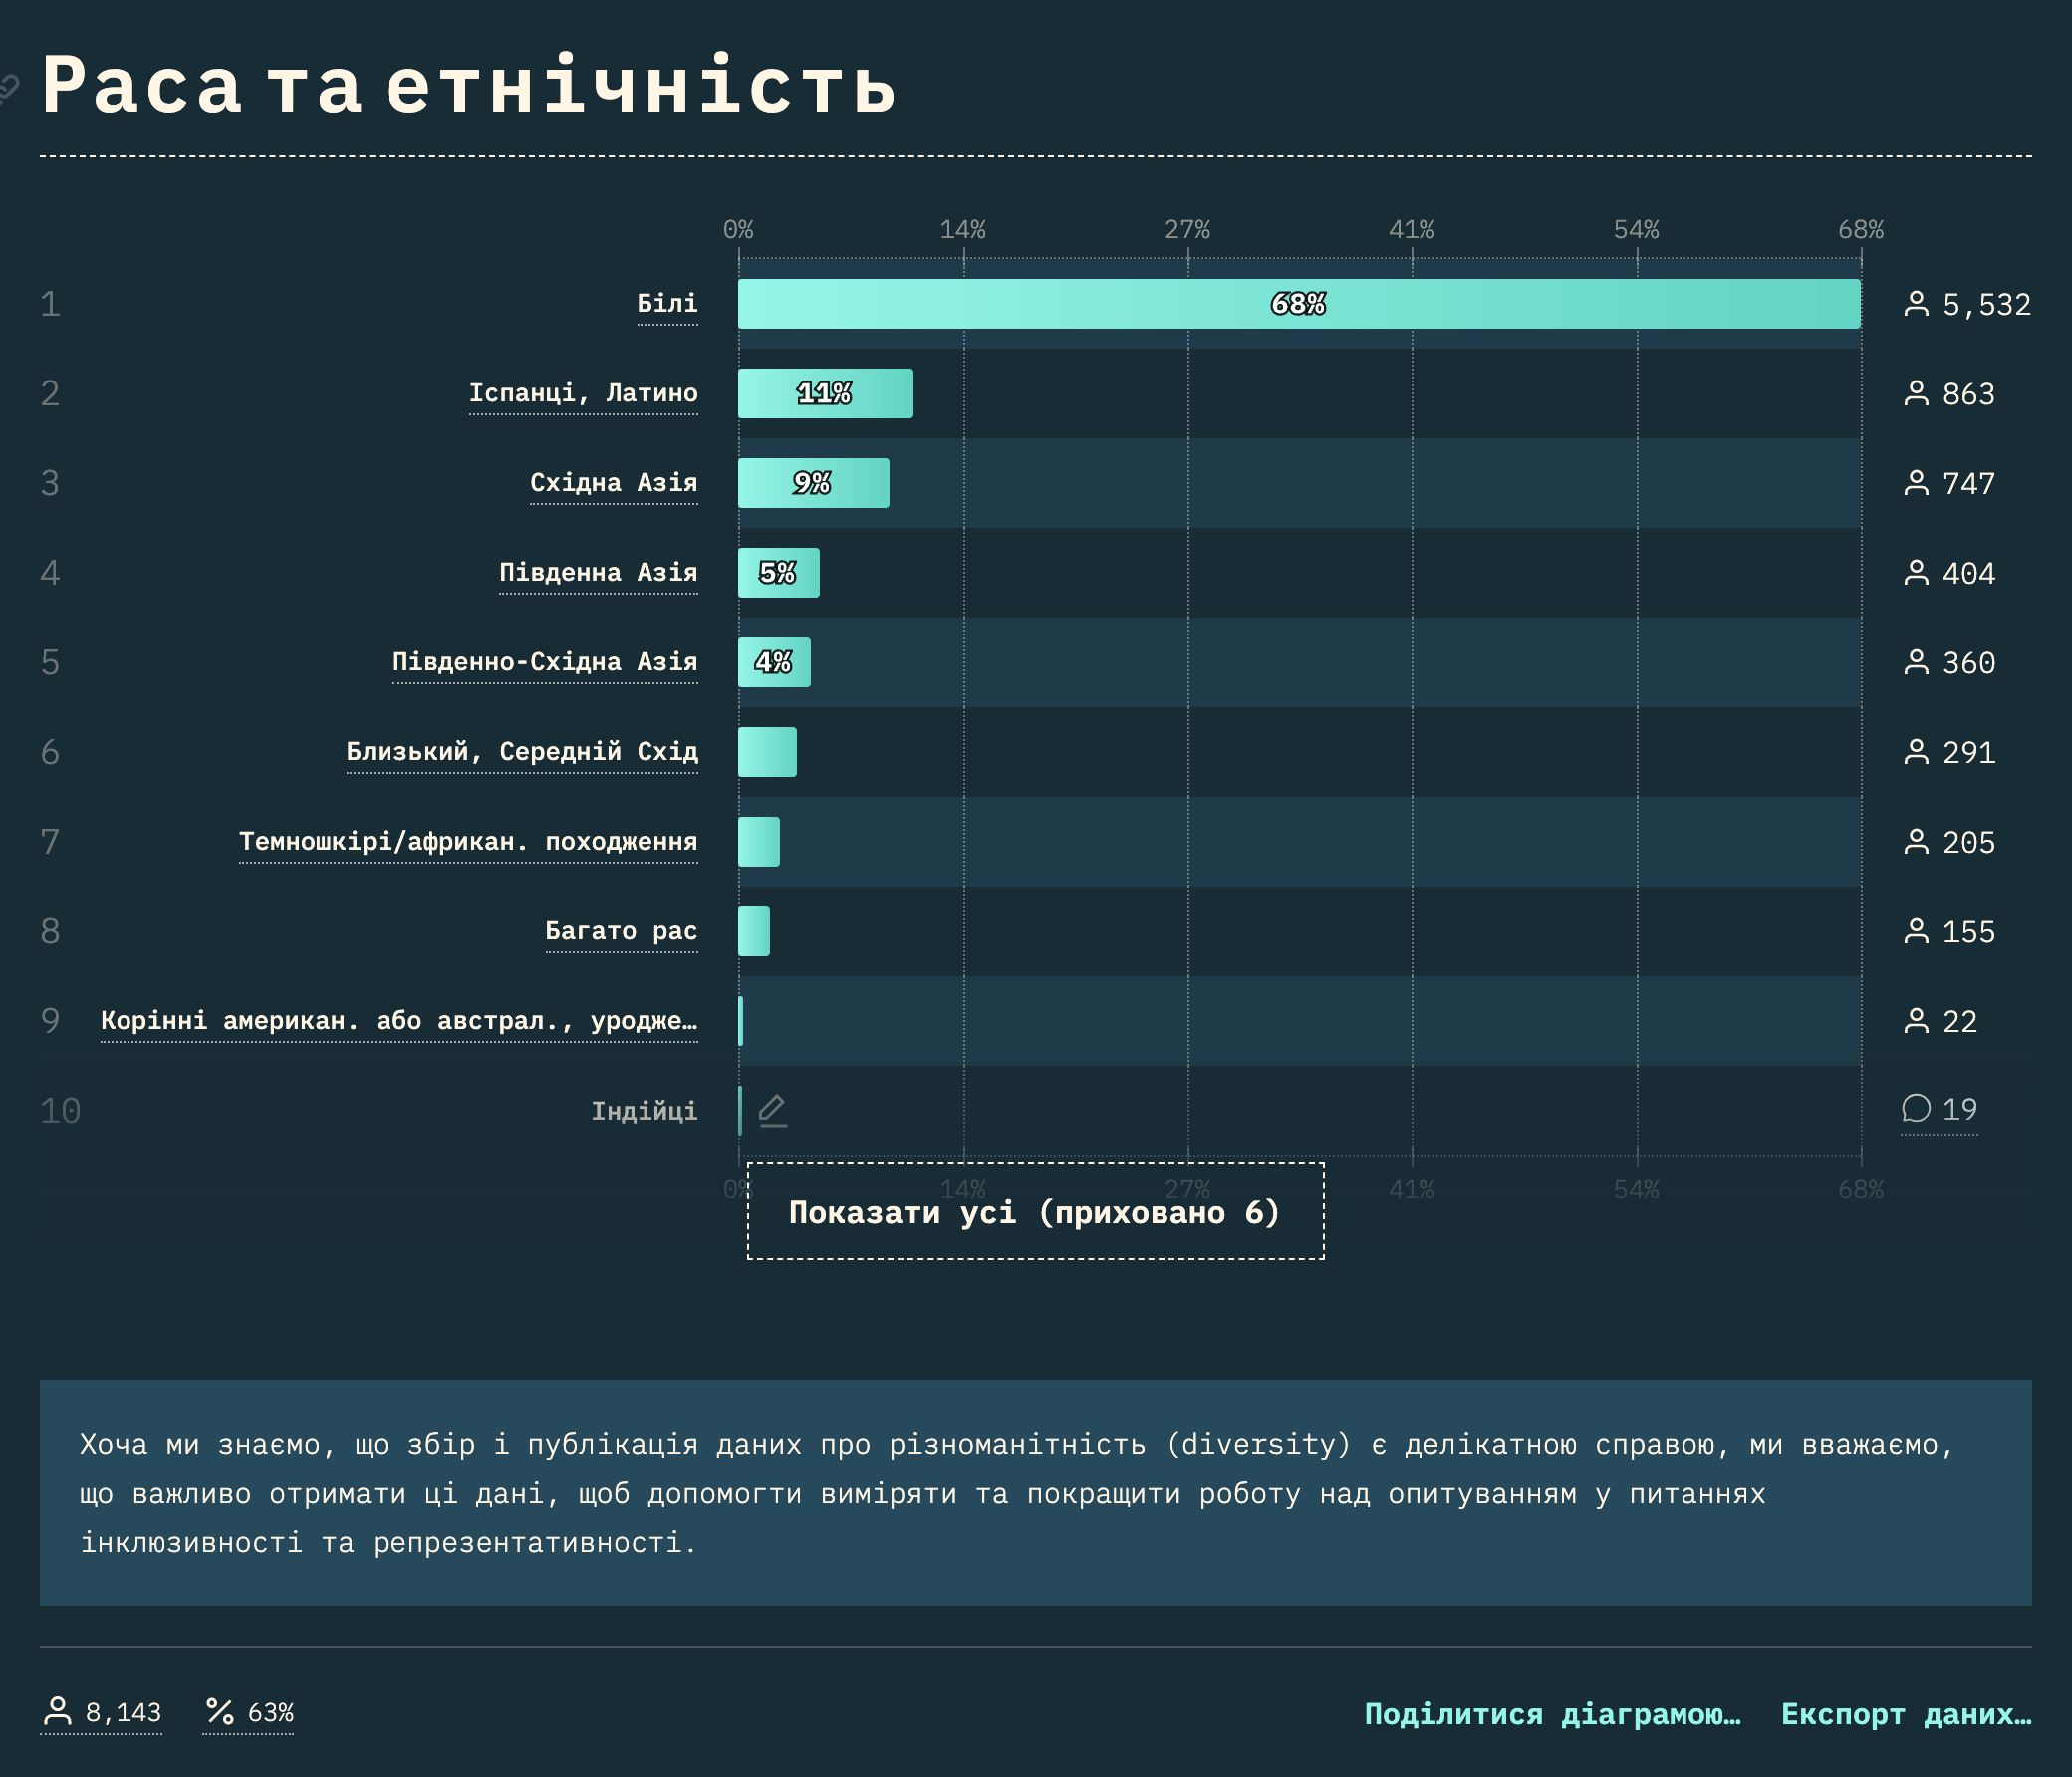 Раса та етнічність
0% 14% 27% 41% 54% 68%
1 Білі 68% 5,532
2 Іспанці, Латино 11% 863
3 Східна Азія 9% 747
4 Південна Азія 5% 404
5 Південно-Східна Азія 4% 360
6 Близький, Середній Схід 291
7 Темношкірі/африкан. походження 205
8 Багато рас 155
9 Корінні американ. або австрал., уродже… 22
10 Індійці 19
0% 14% 27% 41% 54% 68%
Показати усі (приховано 6)
Хоча ми знаємо, що збір і публікація даних про різноманітність (diversity) є делікатною справою, ми вважаємо,
що важливо отримати ці дані, щоб допомогти виміряти та покращити роботу над опитуванням у питаннях
інклюзивності та репрезентативності.
8,143 63% Поділитися діаграмою… Експорт даних…